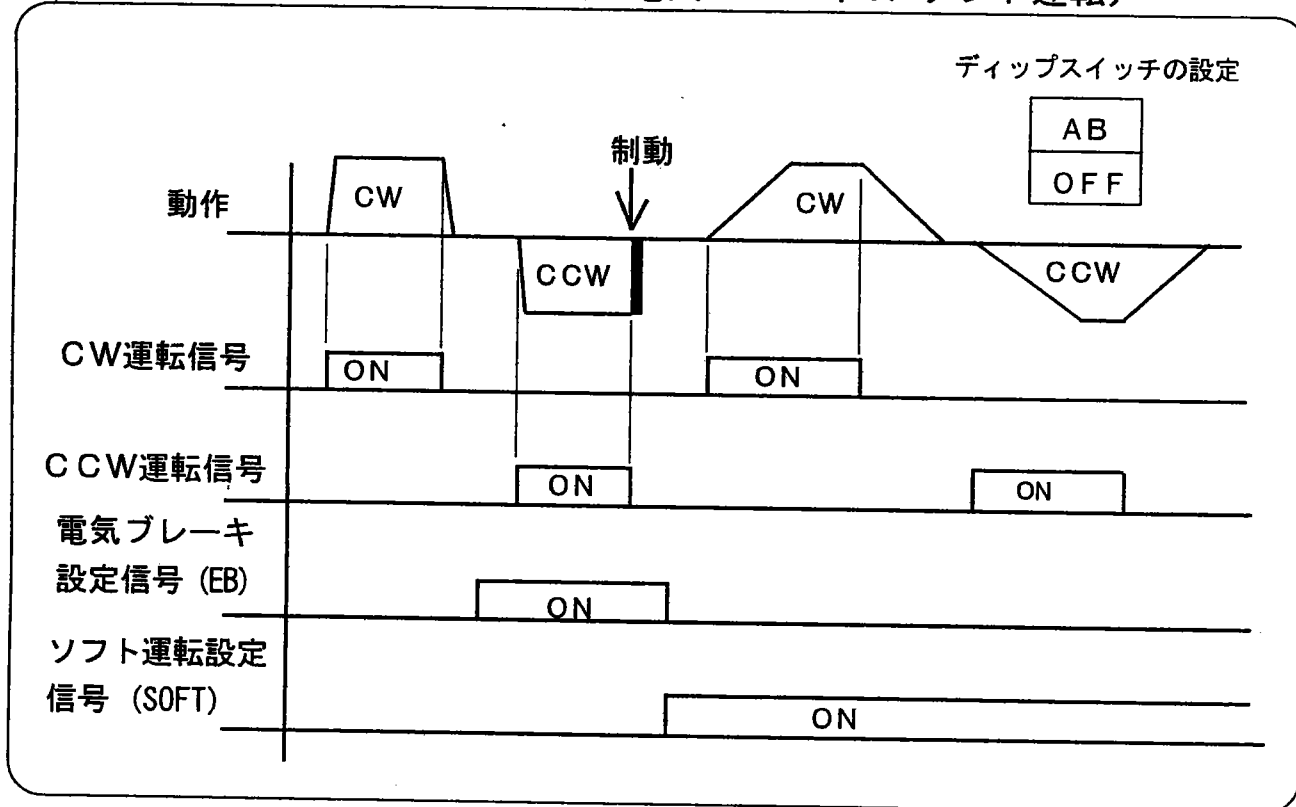 運転)
ディップスイッチの設定
AB
OFF
制動
動作
CW
CCW
CW
CCW
CW運転信号
ON
ON
CCW運転信号
ON
ON
電気ブレーキ
設定信号 (EB)
ON
ソフト運転設定
信号 (SOFT)
ON